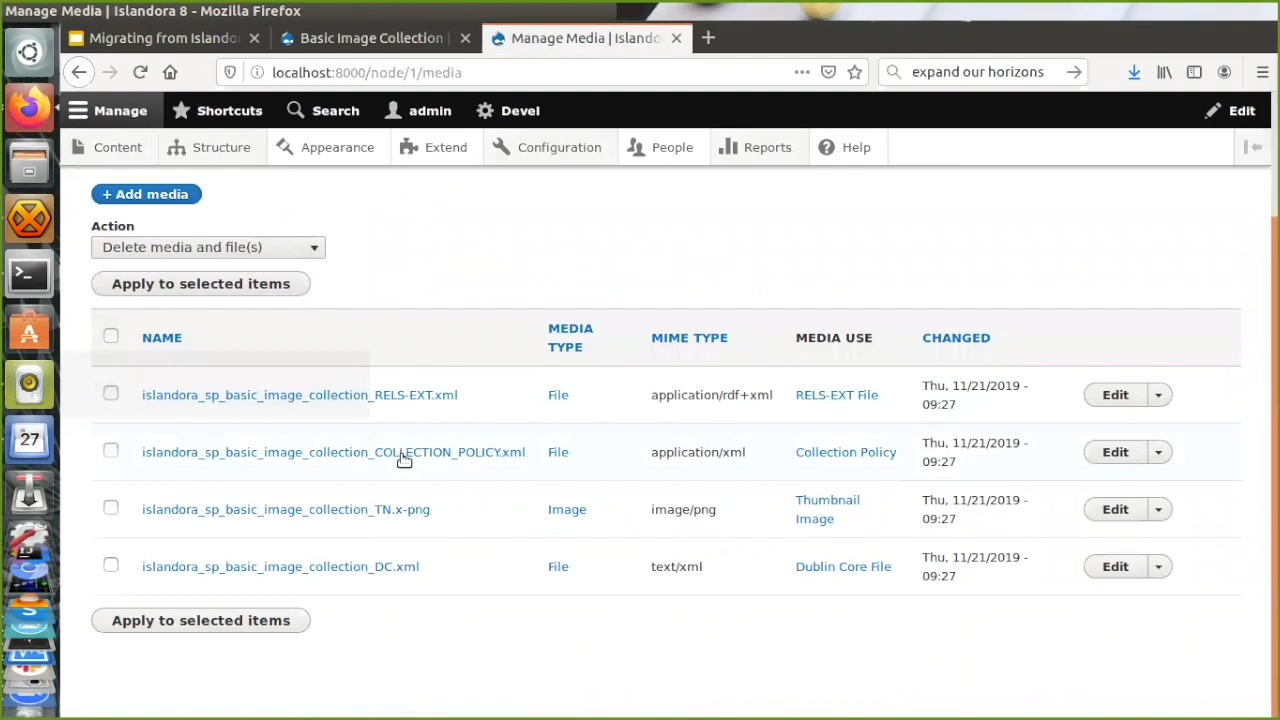 Manage Media | Islandora 8 - Mozilla Firefox
Migrating from Islando
Basic Image Collection |
Manage Media | Islando
localhost:8000/node/1/media
expand our horizons
Manage Shortcuts Search admin Devel Edit
Content Structure Appearance Extend Configuration People Reports Help
+ Add media
Action
Delete media and file(s)
Apply to selected items
NAME MEDIA TYPE MIME TYPE MEDIA USE CHANGED
islandora_sp_basic_image_collection_RELS-EXT.xml File application/rdf+xml RELS-EXT File Thu, 11/21/2019 - 09:27 Edit
islandora_sp_basic_image_collection_COLLECTION_POLICY.xml File application/xml Collection Policy Thu, 11/21/2019 - 09:27 Edit
islandora_sp_basic_image_collection_TN.x-png Image image/png Thumbnail Image Thu, 11/21/2019 - 09:27 Edit
islandora_sp_basic_image_collection_DC.xml File text/xml Dublin Core File Thu, 11/21/2019 - 09:27 Edit
Apply to selected items
27